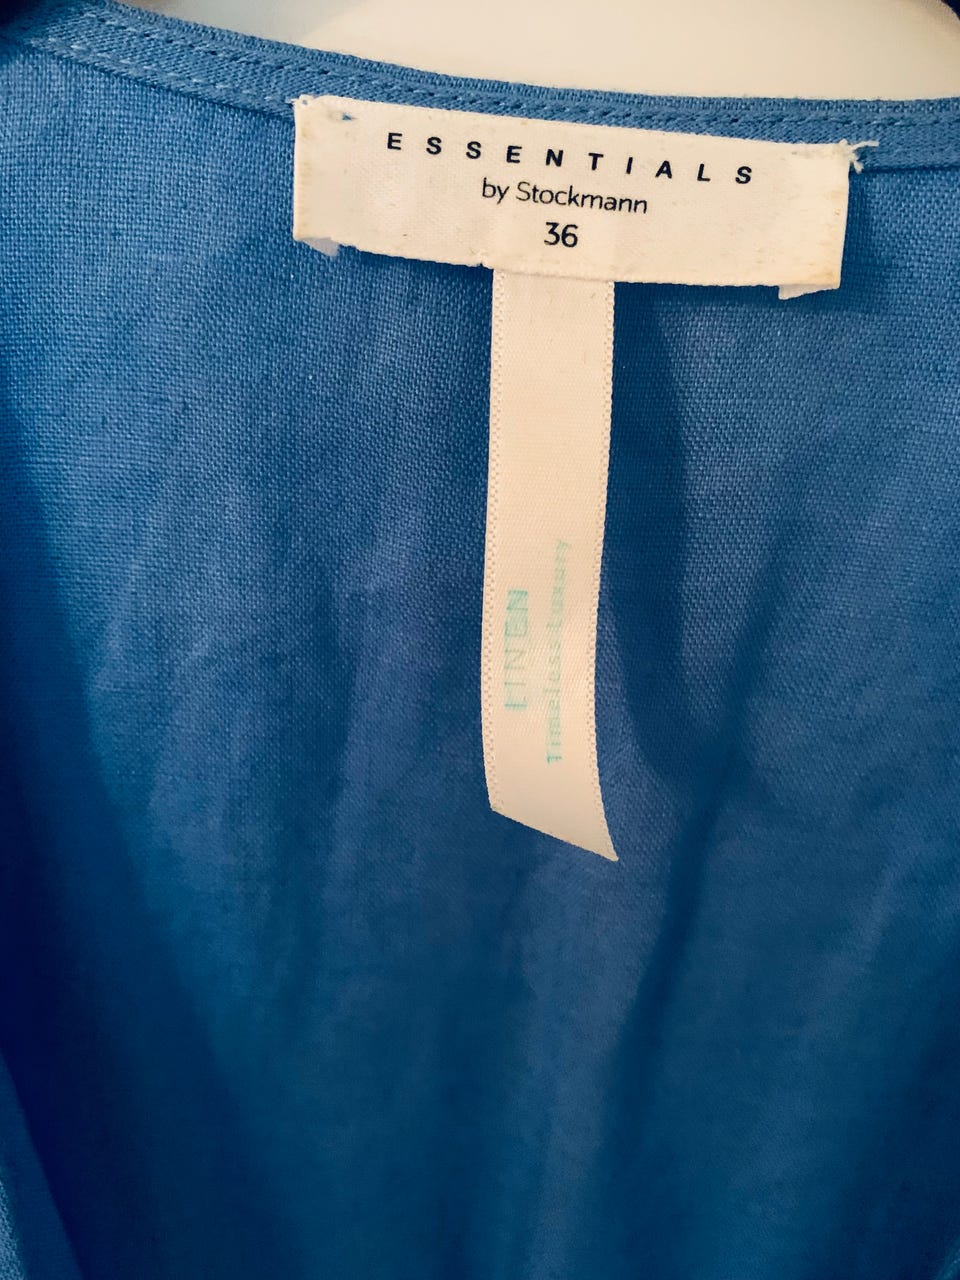 ESSENTIALS
by Stockmann
36
LINEN
Timeless Luxury